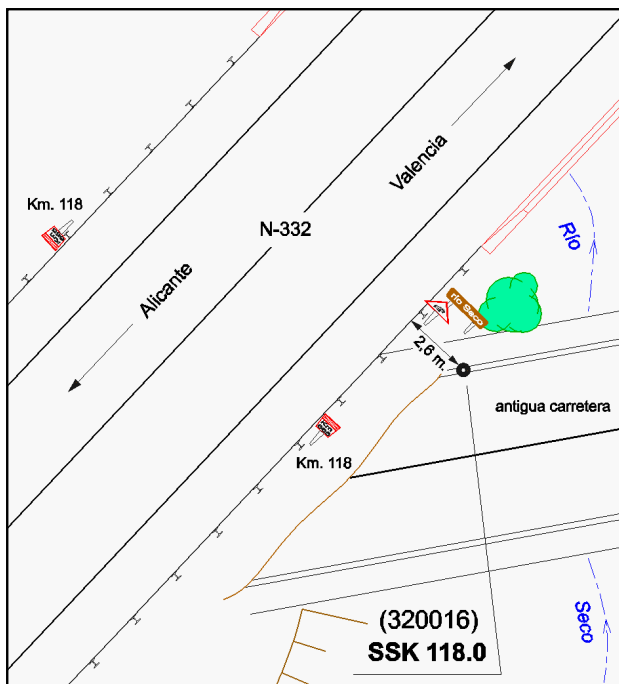 Km. 118
Valencia
N-332
Río
Alicante
río Seco
2,6 m.
antigua carretera
Km. 118
(320016)
SSK 118.0
Seco